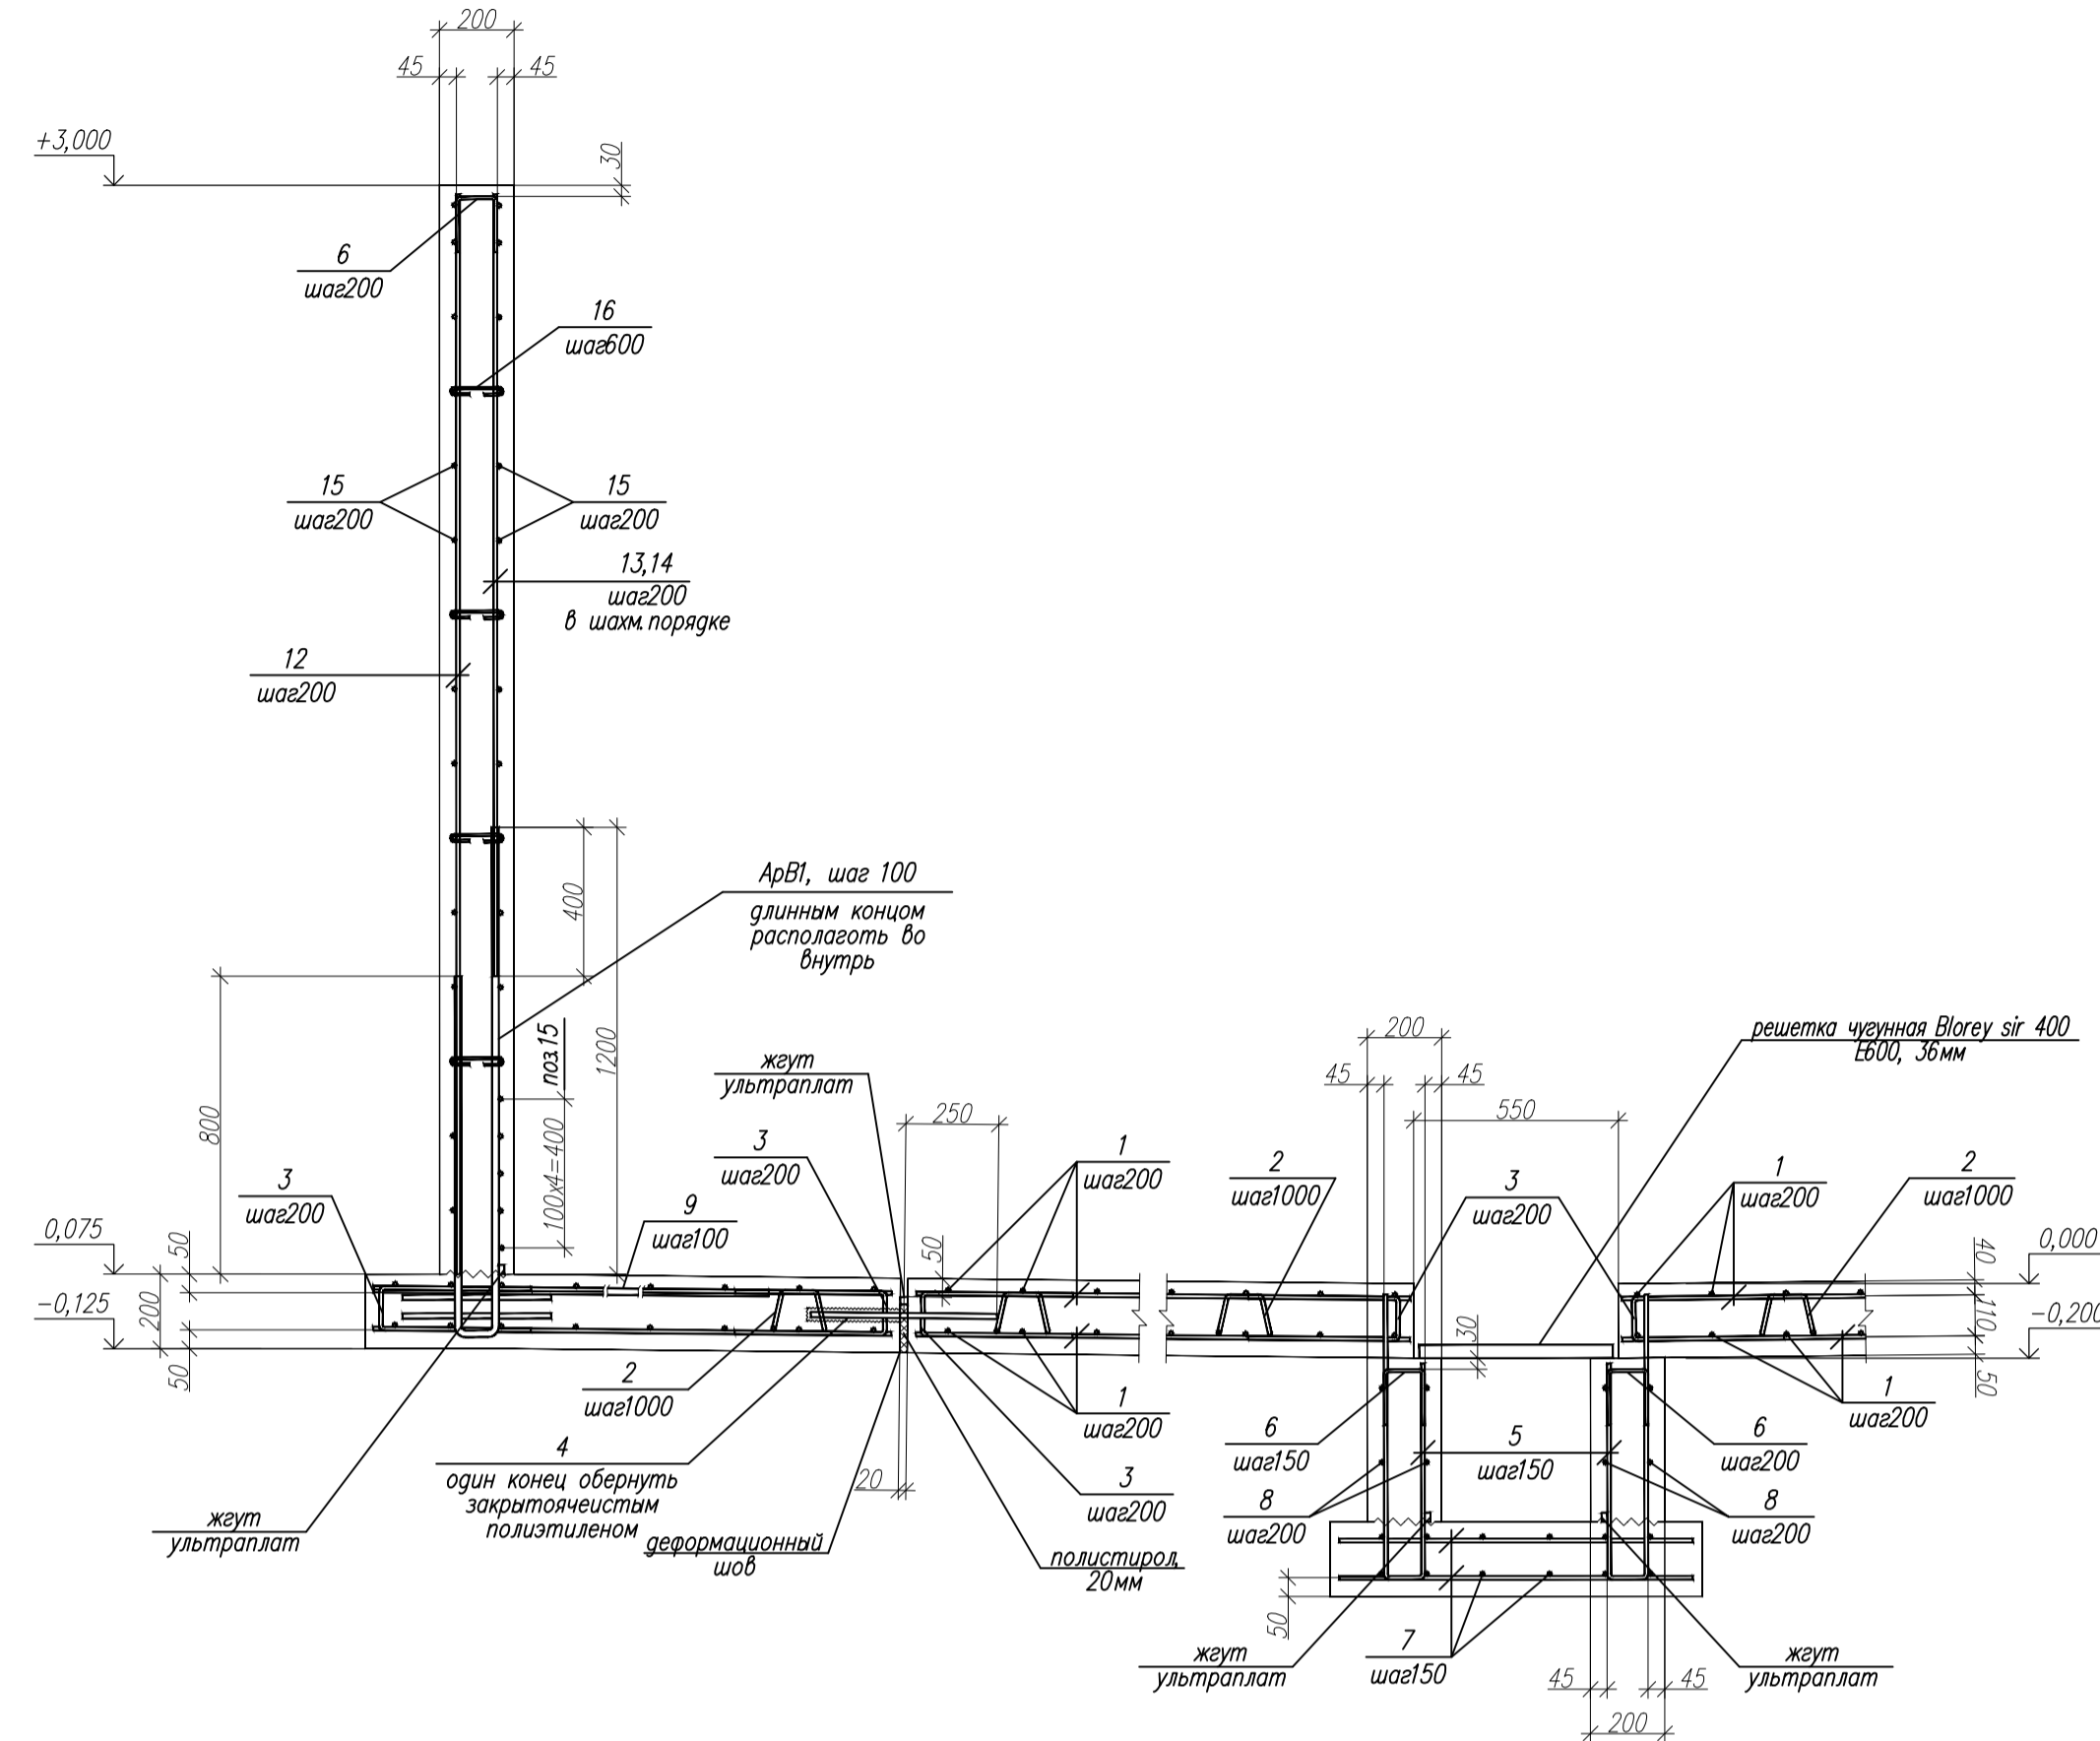 200
45
45
+3,000
30
6
шаг200
16
шаг600
15
шаг200
15
шаг200
13,14
шаг200
в шахм. порядке
12
шаг200
АрВ1, шаг 100
длинным концом
располаготь во
внутрь
400
1200
800
поз.15
100x4=400
жгут
ультраплат
250
3
шаг200
3
шаг200
9
шаг100
1
шаг200
2
шаг1000
3
шаг200
200
45
45
550
решетка чугунная Blorey sir 400
E600, 36мм
1
шаг200
2
шаг1000
0,075
-0,125
50
200
50
50
40
110
50
0,000
-0,200
30
2
шаг1000
4
один конец обернуть
закрытоячеистым
полиэтиленом
20
1
шаг200
3
шаг200
6
шаг150
5
шаг150
6
шаг200
1
шаг200
8
шаг200
8
шаг200
жгут
ультраплат
деформационный
шов
полистирол,
20мм
50
7
шаг150
жгут
ультраплат
жгут
ультраплат
45
45
200